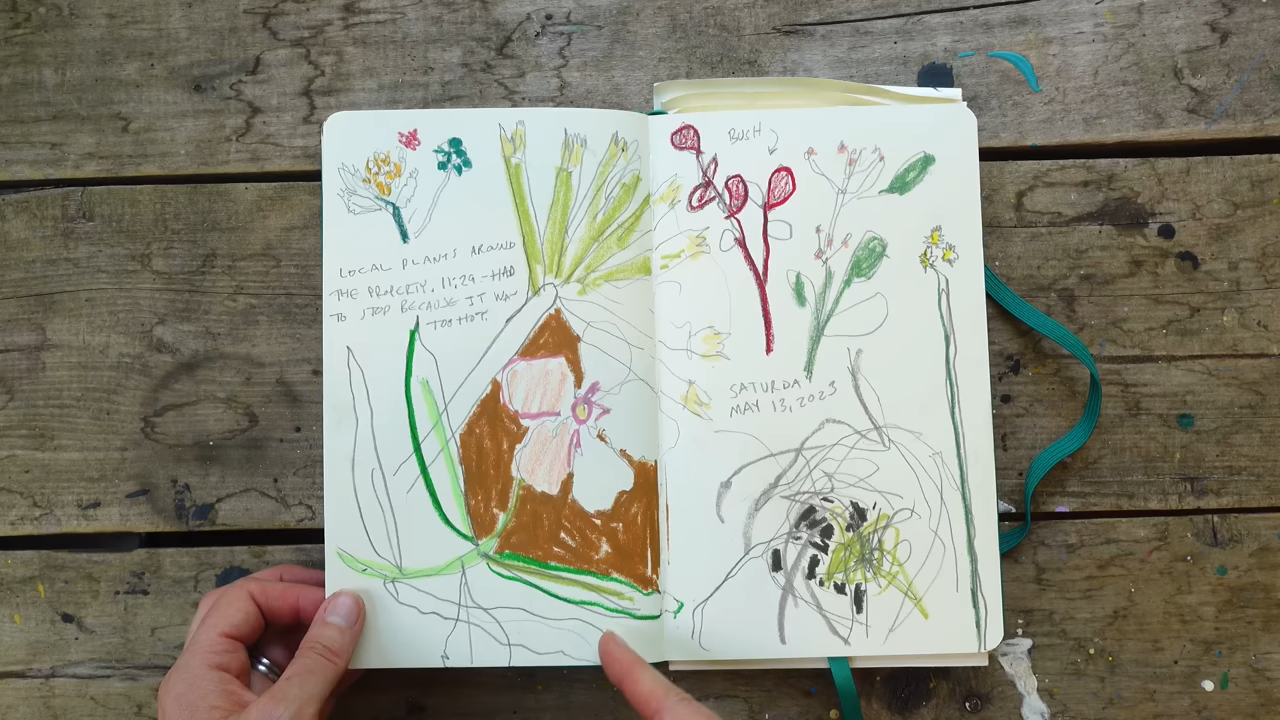 LOCAL PLANTS AROUND
THE PROPERTY. 11:29 - HAD
TO STOP BECAUSE IT WAS
TOO HOT.
BUSH
SATURDAY
MAY 13, 2023